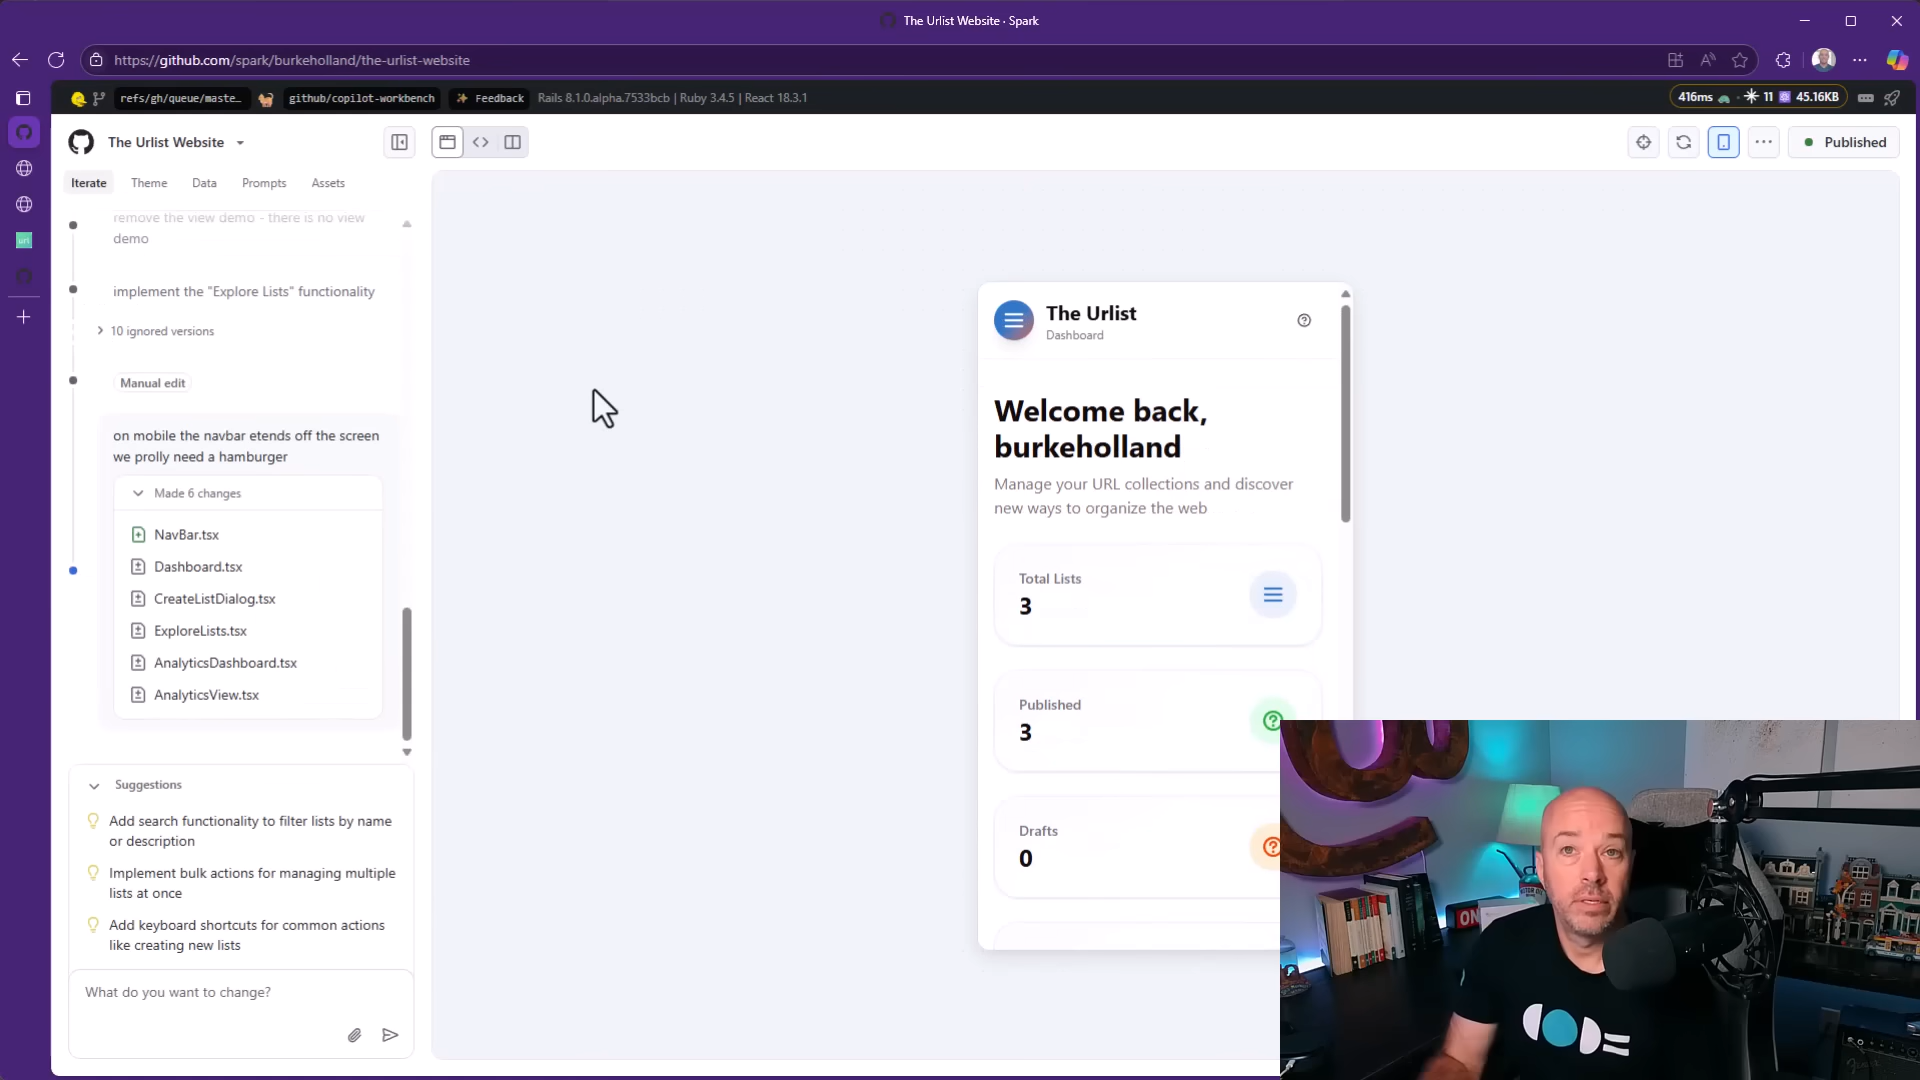 The Urlist Website · Spark
https://github.com/spark/burkeholland/the-urlist-website
refs/gh/queue/maste...
github/copilot-workbench
Feedback
Rails 8.1.0.alpha.7533bcb | Ruby 3.4.5 | React 18.3.1
416ms
11
45.16KB
The Urlist Website
Published
Iterate
Theme
Data
Prompts
Assets
remove the view demo - there is no view
demo
implement the "Explore Lists" functionality
10 ignored versions
Manual edit
on mobile the navbar etends off the screen
we prolly need a hamburger
Made 6 changes
NavBar.tsx
Dashboard.tsx
CreateListDialog.tsx
ExploreLists.tsx
AnalyticsDashboard.tsx
AnalyticsView.tsx
Suggestions
Add search functionality to filter lists by name
or description
Implement bulk actions for managing multiple
lists at once
Add keyboard shortcuts for common actions
like creating new lists
What do you want to change?
The Urlist
Dashboard
Welcome back,
burkeholland
Manage your URL collections and discover
new ways to organize the web
Total Lists
3
Published
3
Drafts
0
ON